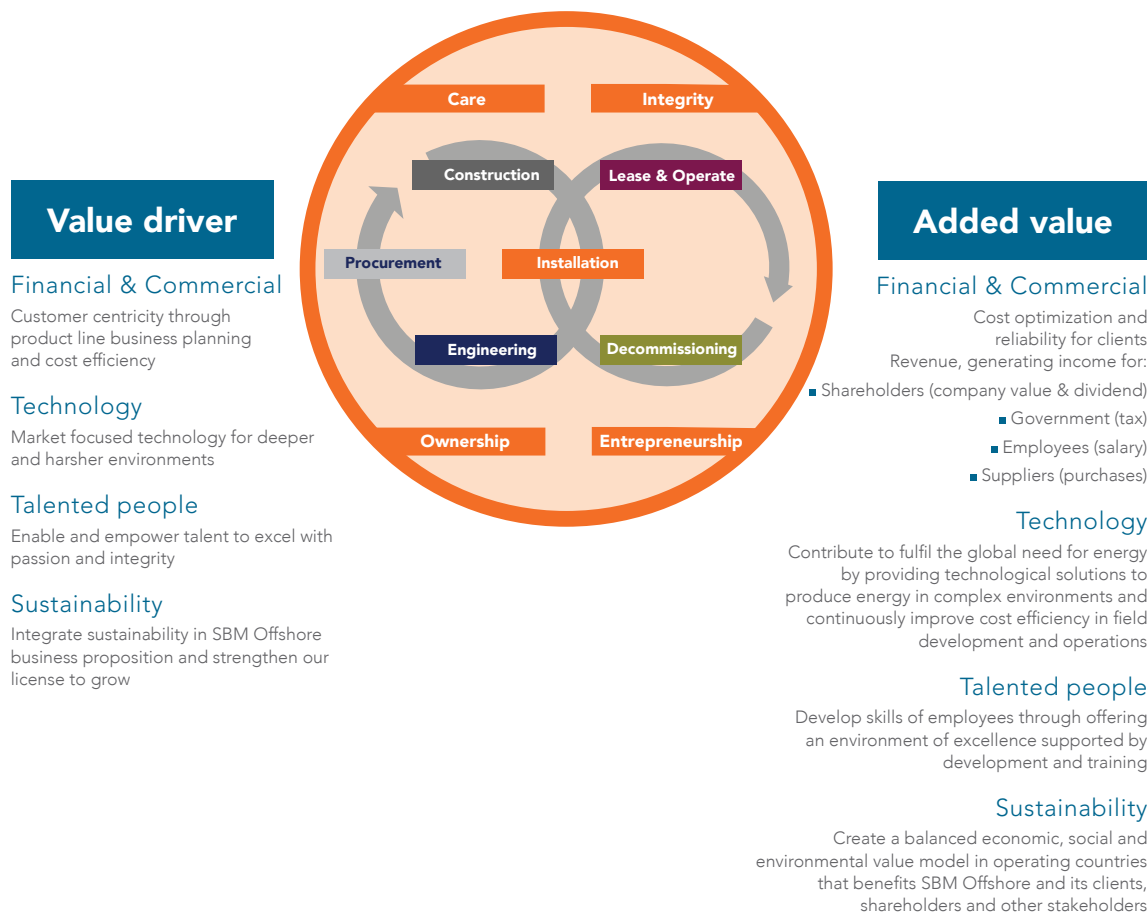 Care
Integrity
Construction
Lease & Operate
Procurement
Installation
Engineering
Decommissioning
Ownership
Entrepreneurship
Value driver
Financial & Commercial
Customer centricity through
product line business planning
and cost efficiency
Technology
Market focused technology for deeper
and harsher environments
Talented people
Enable and empower talent to excel with
passion and integrity
Sustainability
Integrate sustainability in SBM Offshore
business proposition and strengthen our
license to grow
Added value
Financial & Commercial
Cost optimization and
reliability for clients
Revenue, generating income for:
▪ Shareholders (company value & dividend)
▪ Government (tax)
▪ Employees (salary)
▪ Suppliers (purchases)
Technology
Contribute to fulfil the global need for energy
by providing technological solutions to
produce energy in complex environments and
continuously improve cost efficiency in field
development and operations
Talented people
Develop skills of employees through offering
an environment of excellence supported by
development and training
Sustainability
Create a balanced economic, social and
environmental value model in operating countries
that benefits SBM Offshore and its clients,
shareholders and other stakeholders